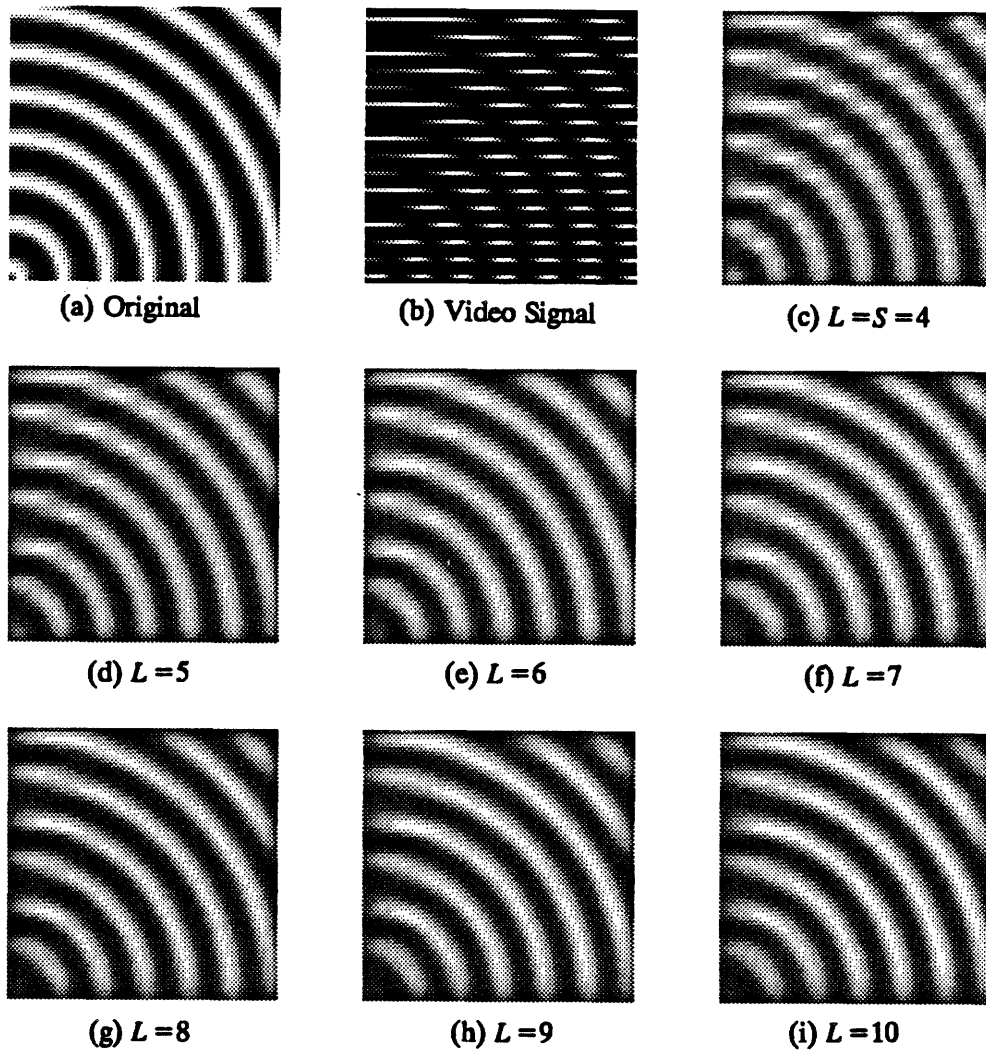 (a) Original
(b) Video Signal
(c) L=S=4
(d) L=5
(e) L=6
(f) L=7
(g) L=8
(h) L=9
(i) L=10